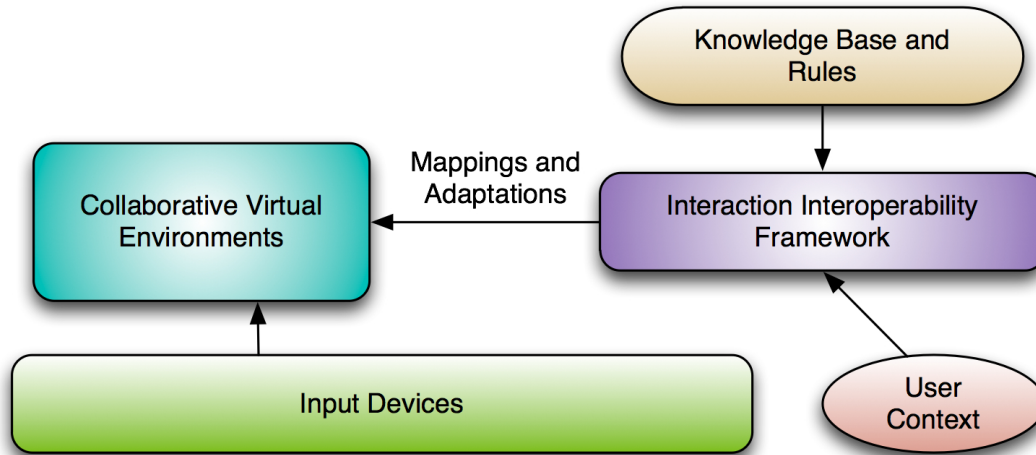 Knowledge Base and
Rules
Mappings and
Adaptations
Collaborative Virtual
Environments
Interaction Interoperability
Framework
Input Devices
User
Context